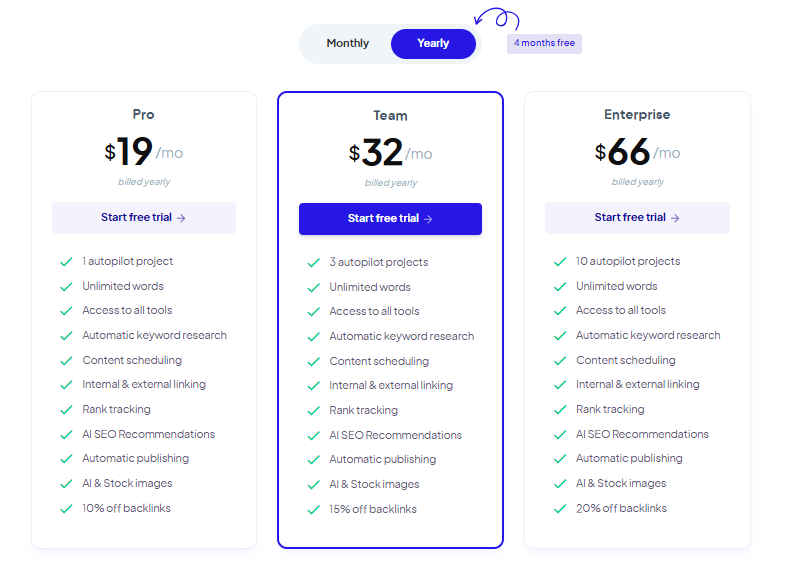 Monthly Yearly 4 months free
Pro
$19/mo
billed yearly
Start free trial →
1 autopilot project
Unlimited words
Access to all tools
Automatic keyword research
Content scheduling
Internal & external linking
Rank tracking
AI SEO Recommendations
Automatic publishing
AI & Stock images
10% off backlinks
Team
$32/mo
billed yearly
Start free trial →
3 autopilot projects
Unlimited words
Access to all tools
Automatic keyword research
Content scheduling
Internal & external linking
Rank tracking
AI SEO Recommendations
Automatic publishing
AI & Stock images
15% off backlinks
Enterprise
$66/mo
billed yearly
Start free trial →
10 autopilot projects
Unlimited words
Access to all tools
Automatic keyword research
Content scheduling
Internal & external linking
Rank tracking
AI SEO Recommendations
Automatic publishing
AI & Stock images
20% off backlinks